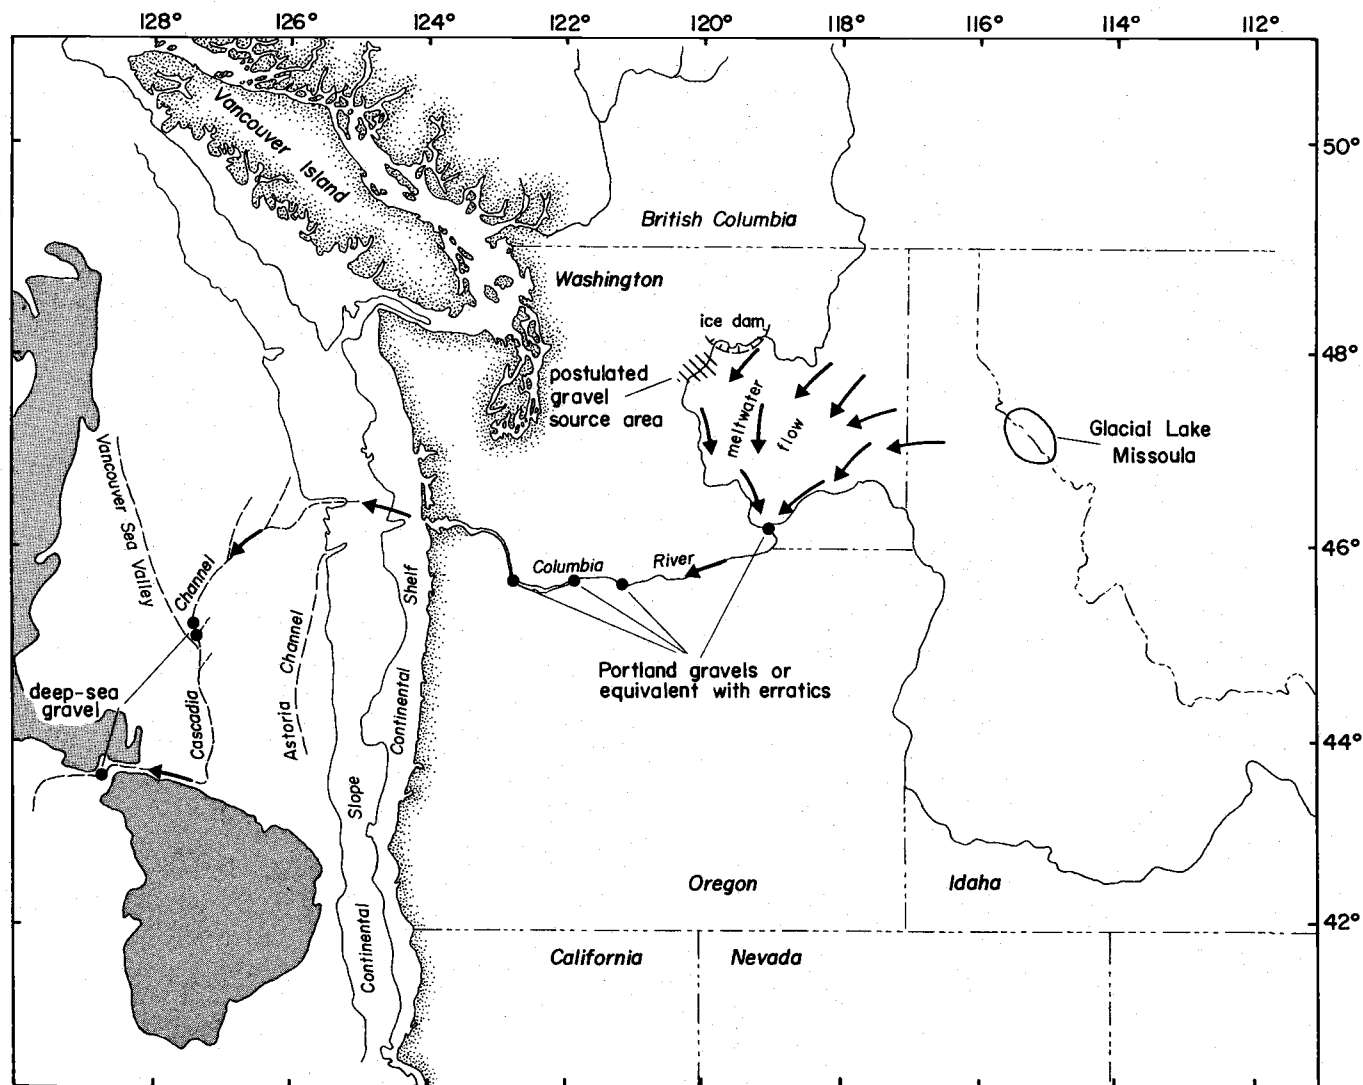 128° 126° 124° 122° 120° 118° 116° 114° 112°
50°
48°
46°
44°
42°
Vancouver Island
British Columbia
Washington
ice dam
postulated
gravel
source area
meltwater
flow
Glacial Lake
Missoula
Vancouver Sea Valley
Channel
Cascadia
Astoria Channel
Shelf
Continental
Slope
Continental
Columbia River
Portland gravels or
equivalent with erratics
deep-sea
gravel
Oregon
Idaho
California
Nevada